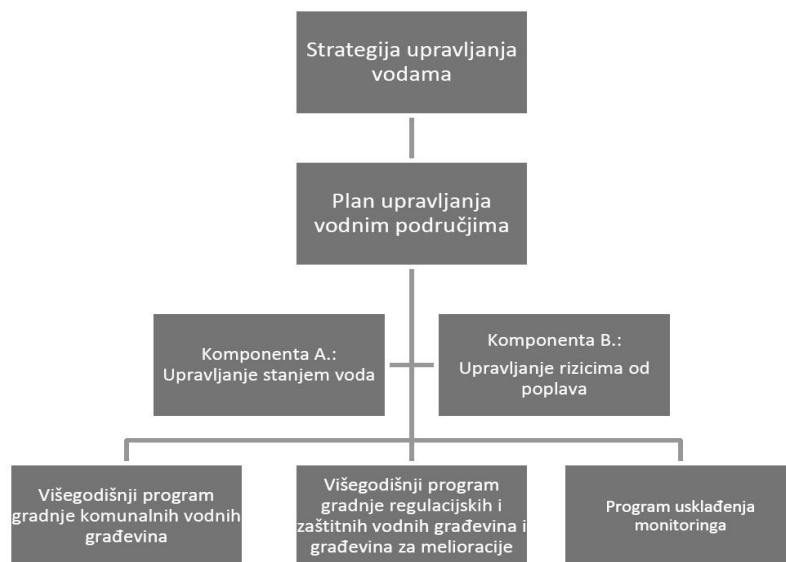 Strategija upravljanja
vodama
Plan upravljanja
vodnim područjima
Komponenta A.:
Upravljanje stanjem voda
Komponenta B.:
Upravljanje rizicima od
poplava
Višegodišnji program
gradnje komunalnih vodnih
građevina
Višegodišnji program
gradnje regulacijskih i
zaštitnih vodnih građevina i
građevina za melioracije
Program usklađenja
monitoringa